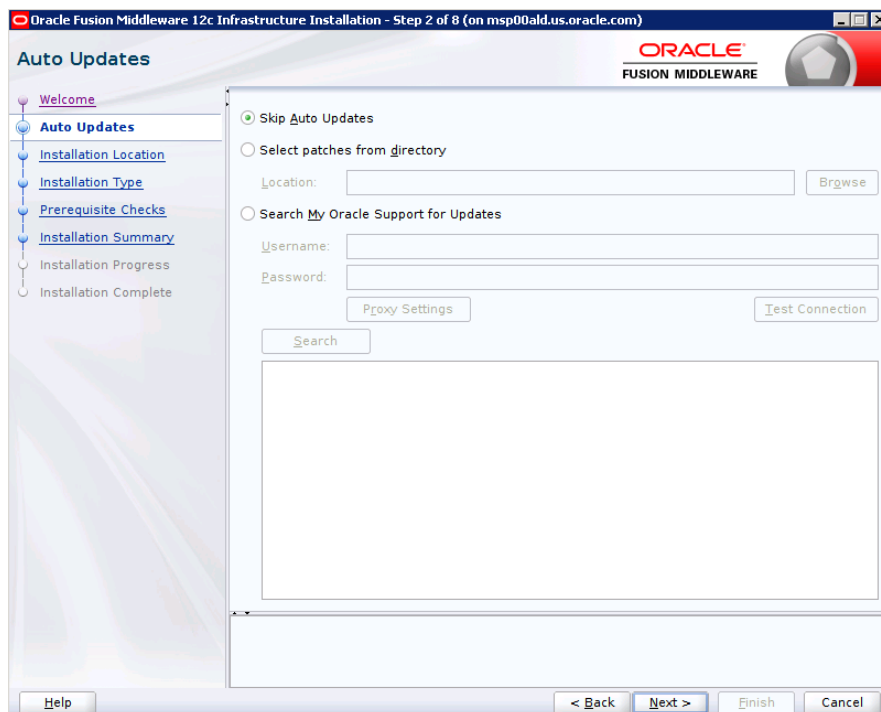 Oracle Fusion Middleware 12c Infrastructure Installation - Step 2 of 8 (on msp00ald.us.oracle.com)
Auto Updates
ORACLE
FUSION MIDDLEWARE
Welcome
Auto Updates
Installation Location
Installation Type
Prerequisite Checks
Installation Summary
Installation Progress
Installation Complete
Skip Auto Updates
Select patches from directory
Location:
Browse
Search My Oracle Support for Updates
Username:
Password:
Proxy Settings
Test Connection
Search
Help
< Back
Next >
Finish
Cancel